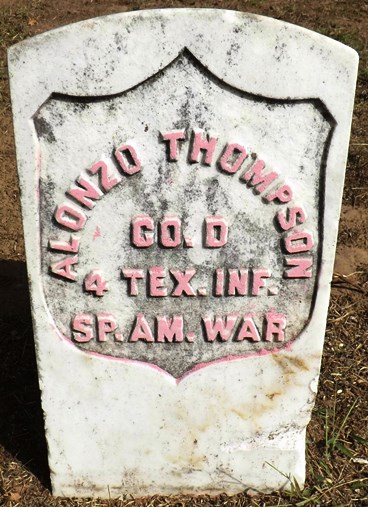 ALONZO THOMPSON
CO. D
4 TEX. INF.
SP. AM. WAR